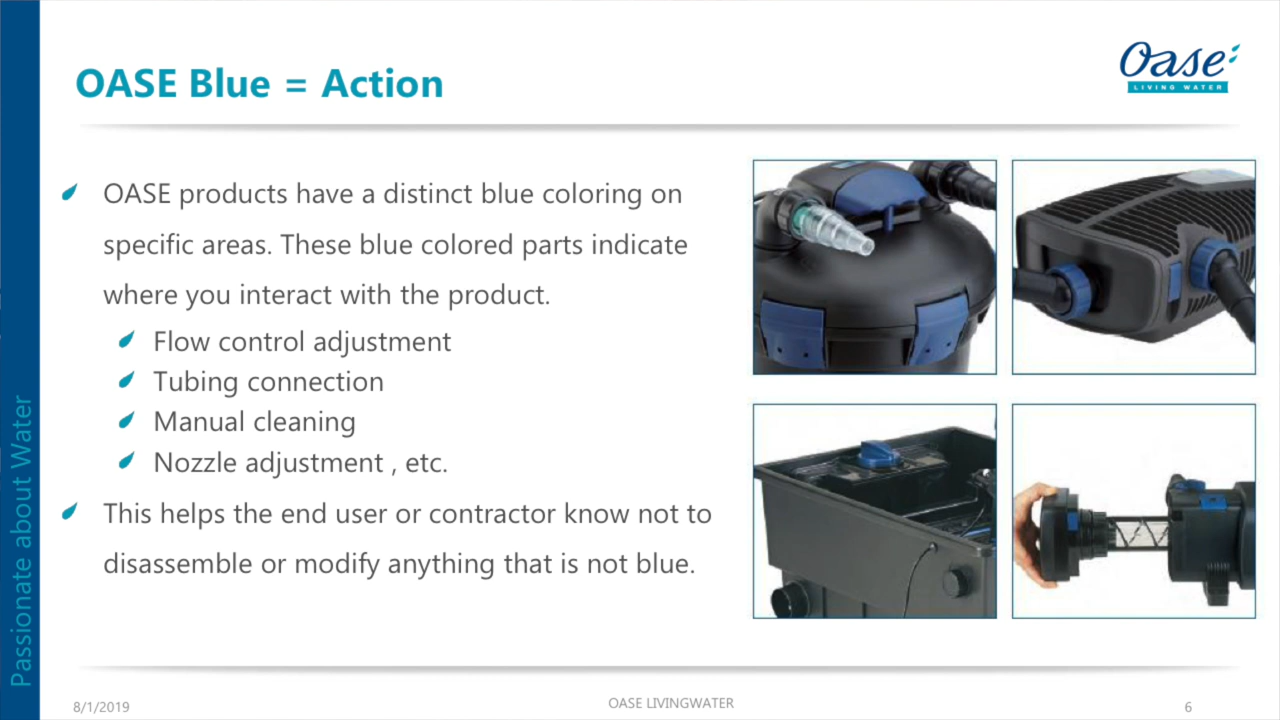 OASE Blue = Action
Oase
LIVING WATER
OASE products have a distinct blue coloring on
specific areas. These blue colored parts indicate
where you interact with the product.
Flow control adjustment
Tubing connection
Manual cleaning
Nozzle adjustment , etc.
This helps the end user or contractor know not to
disassemble or modify anything that is not blue.
Passionate about Water
8/1/2019
OASE LIVINGWATER
6